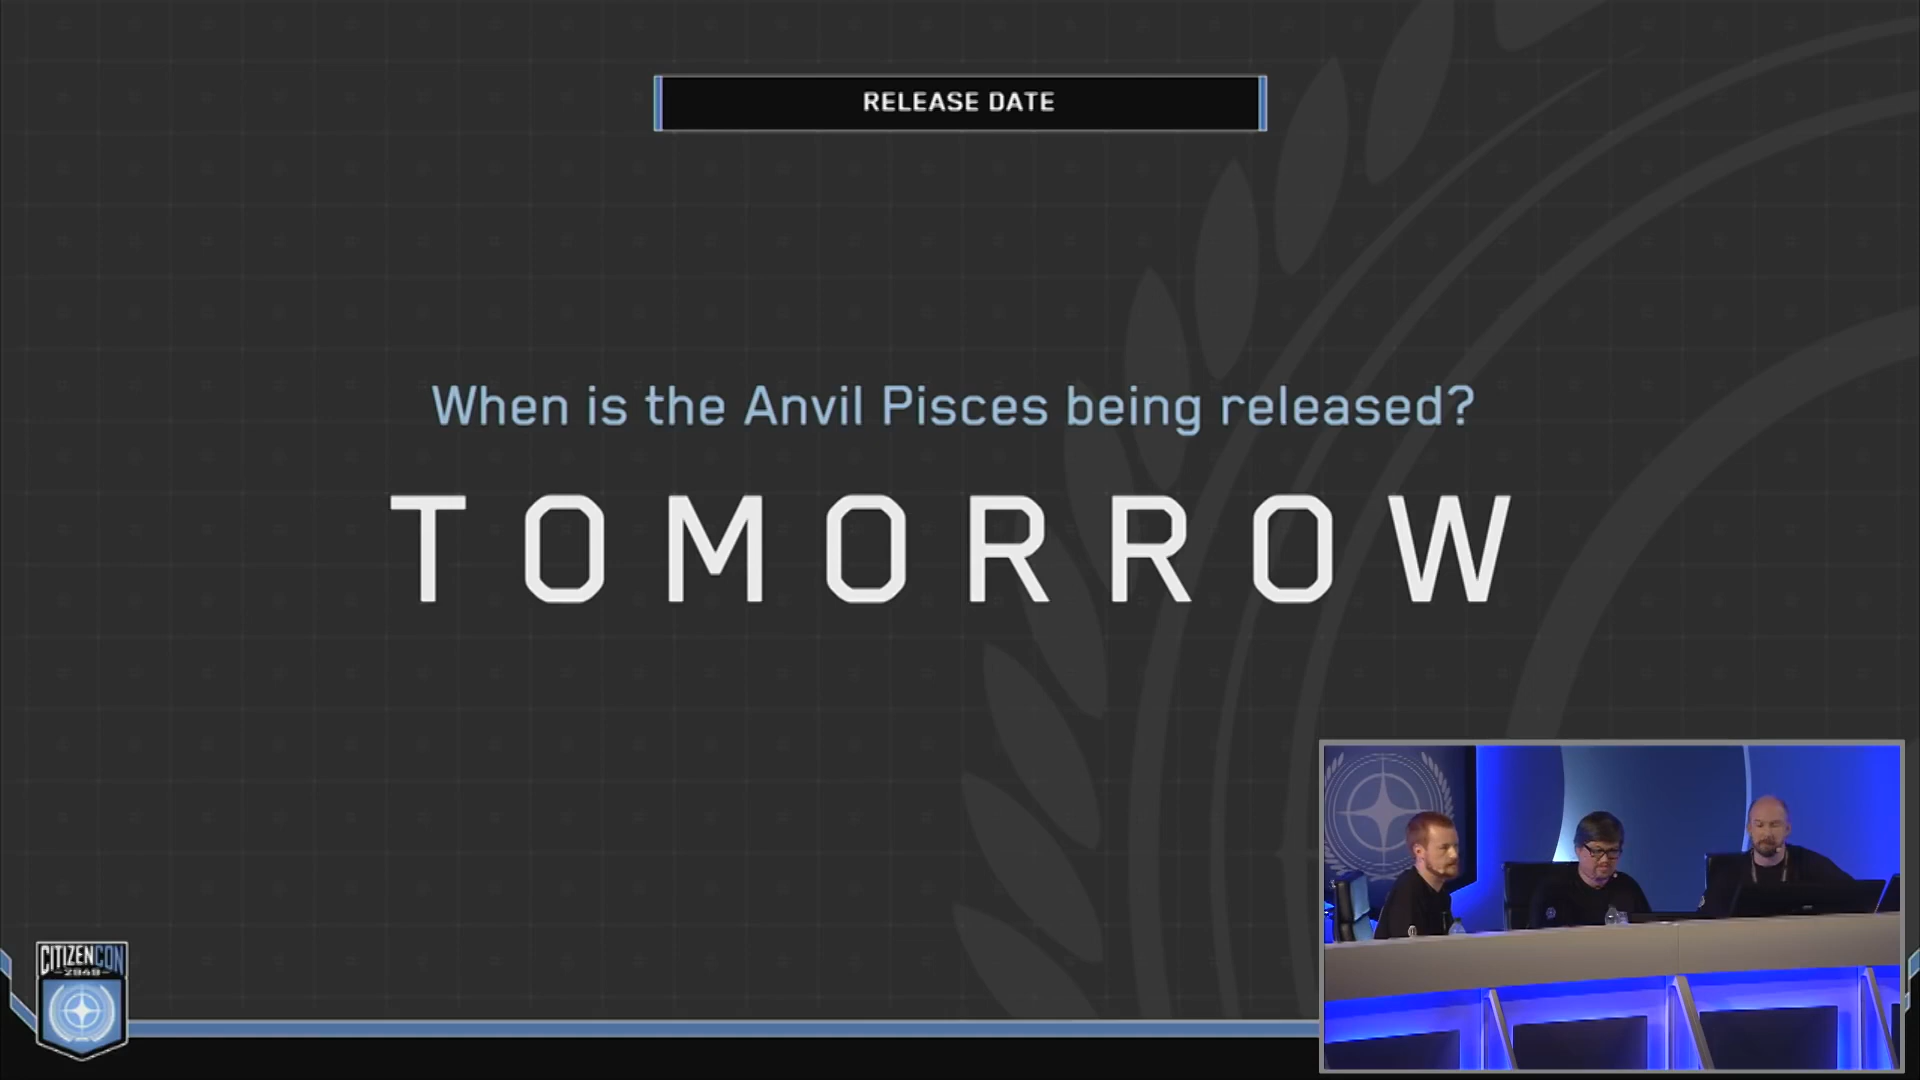 RELEASE DATE
When is the Anvil Pisces being released?
TOMORROW
CITIZENCON
2949